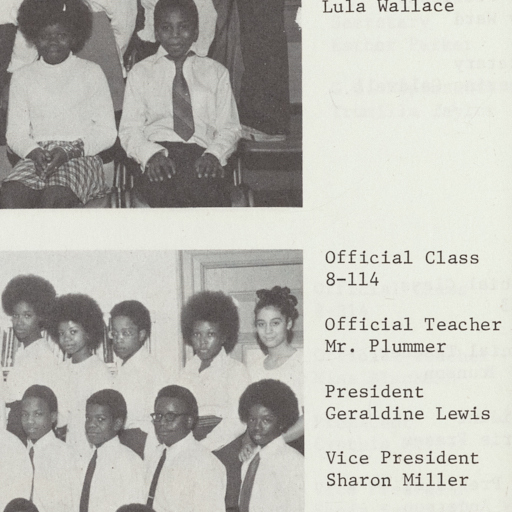 Lula Wallace
Official Class
8-114
Official Teacher
Mr. Plummer
President
Geraldine Lewis
Vice President
Sharon Miller